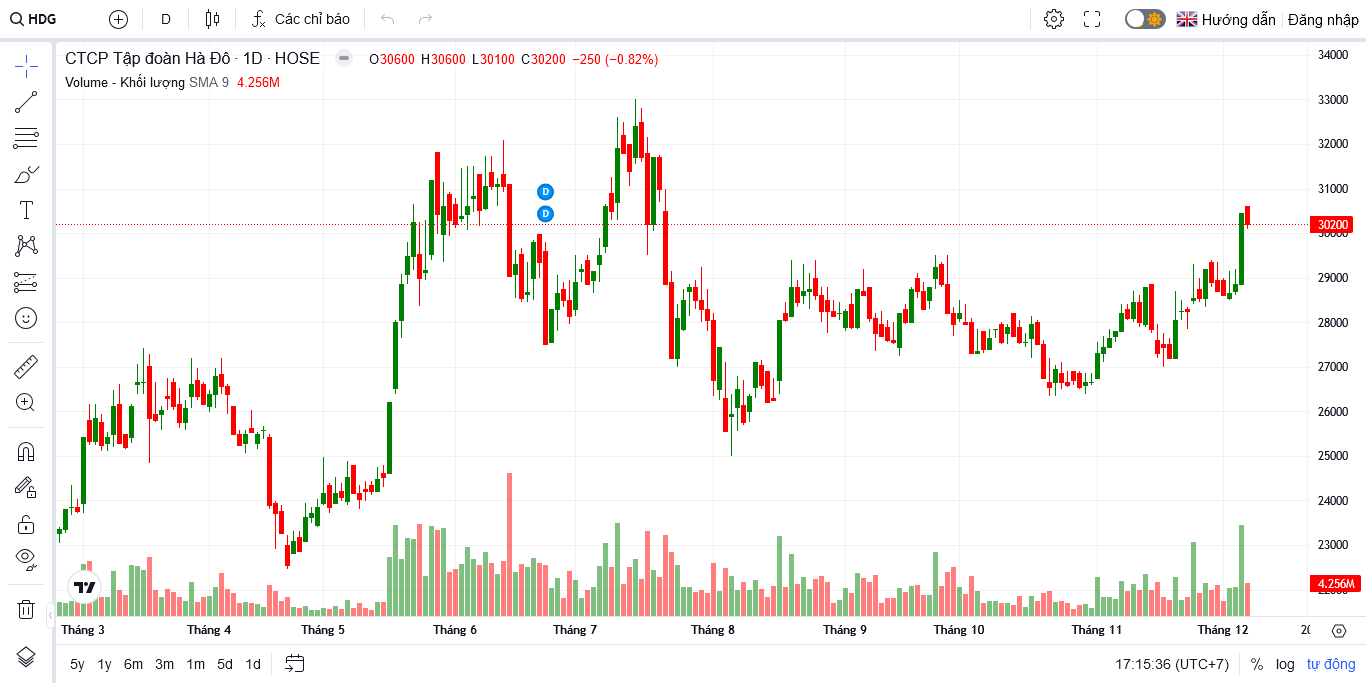 HDG D Các chỉ báo Hướng dẫn Đăng nhập
CTCP Tập đoàn Hà Đô · 1D · HOSE O30600 H30600 L30100 C30200 −250 (−0.82%)
Volume - Khối lượng SMA 9 4.256M
34000
33000
32000
31000
D
D
30200
30000
29000
28000
27000
26000
25000
24000
23000
4.256M
Tháng 3 Tháng 4 Tháng 5 Tháng 6 Tháng 7 Tháng 8 Tháng 9 Tháng 10 Tháng 11 Tháng 12
5y 1y 6m 3m 1m 5d 1d 17:15:36 (UTC+7) % log tự động